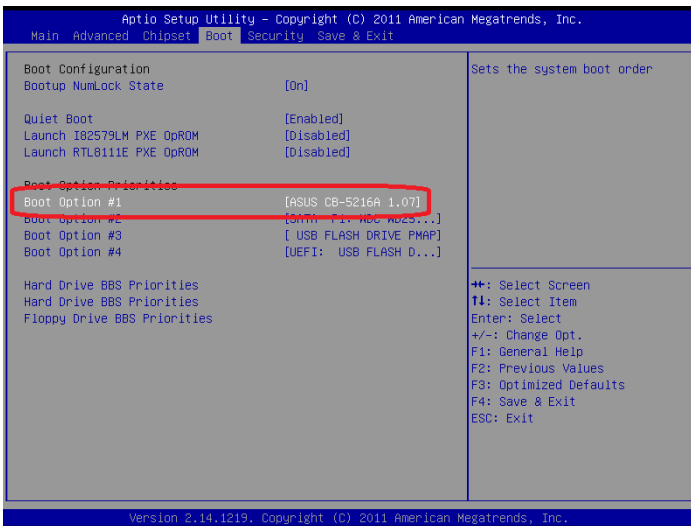 Aptio Setup Utility – Copyright (C) 2011 American Megatrends, Inc.
Main Advanced Chipset Boot Security Save & Exit
Boot Configuration
Bootup NumLock State [On]
Quiet Boot [Enabled]
Launch I82579LM PXE OpROM [Disabled]
Launch RTL8111E PXE OpROM [Disabled]
Boot Option Priorities
Boot Option #1 [ASUS CB-5216A 1.07]
Boot Option #2 [SATA P1: WDC WD25...]
Boot Option #3 [ USB FLASH DRIVE PMAP]
Boot Option #4 [UEFI: USB FLASH D...]
Hard Drive BBS Priorities
Hard Drive BBS Priorities
Floppy Drive BBS Priorities
Sets the system boot order
→←: Select Screen
↑↓: Select Item
Enter: Select
+/-: Change Opt.
F1: General Help
F2: Previous Values
F3: Optimized Defaults
F4: Save & Exit
ESC: Exit
Version 2.14.1219. Copyright (C) 2011 American Megatrends, Inc.